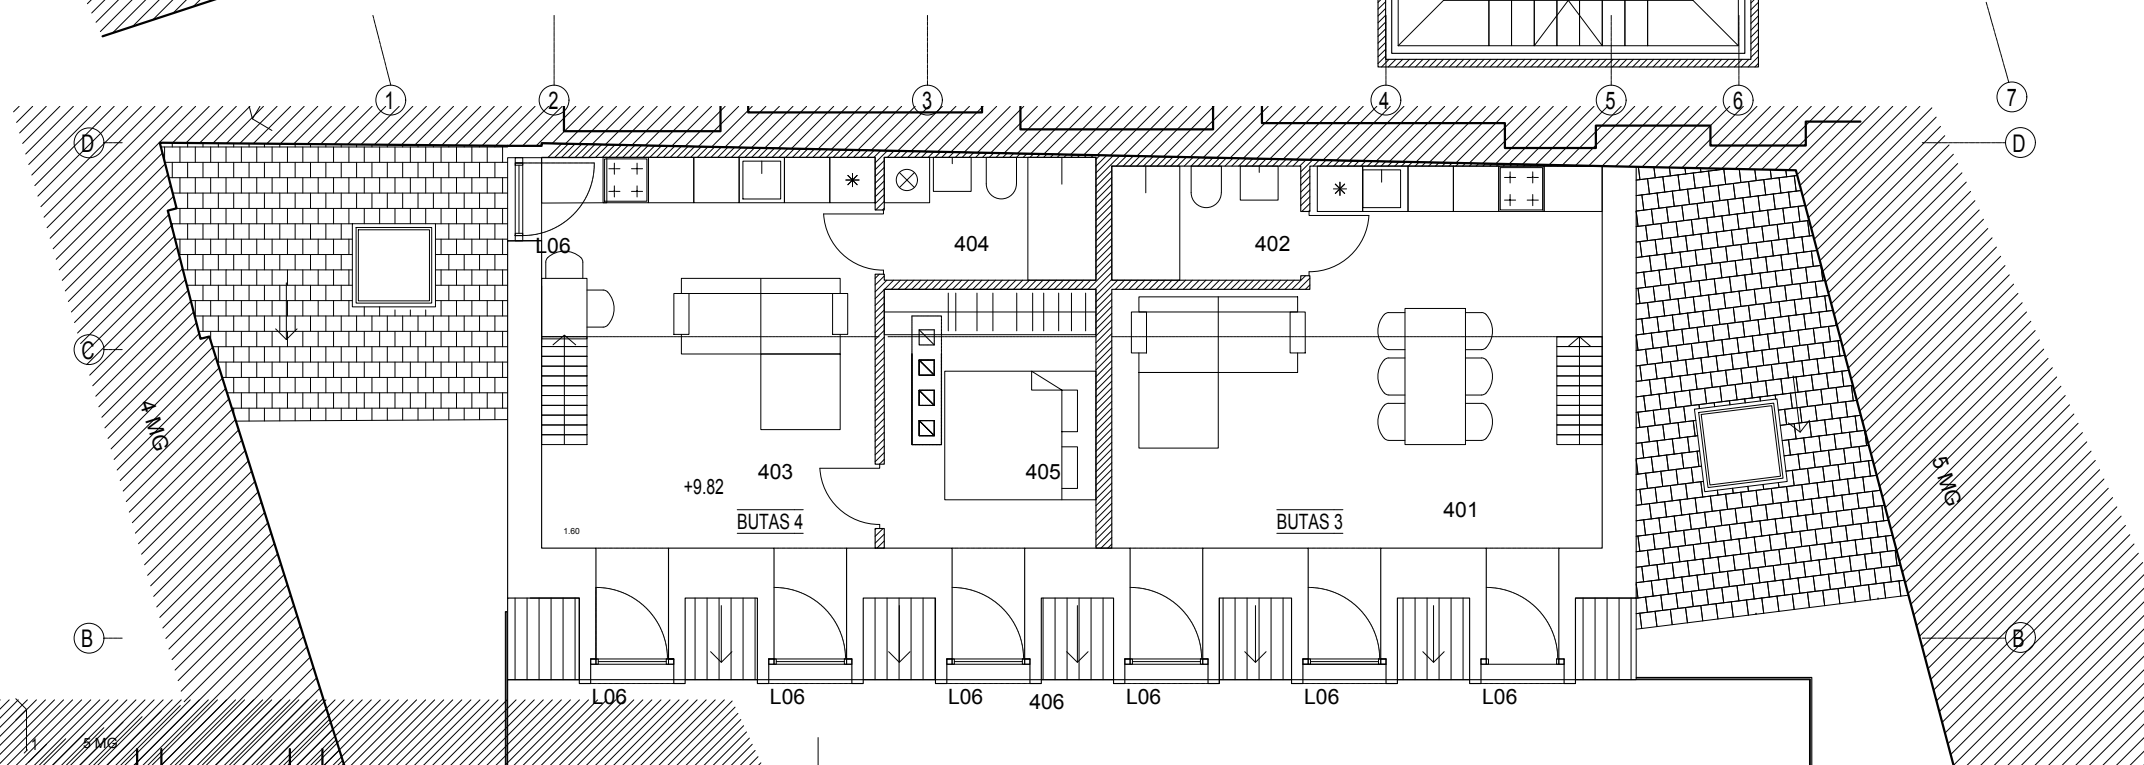 1 2 3 4 5 6 7
D D
L06 404 402
C
4 MG
403 405
5 MG
+9.82
401
BUTAS 4 BUTAS 3
1.60
B B
L06 L06 L06 406 L06 L06 L06
1 5 MG